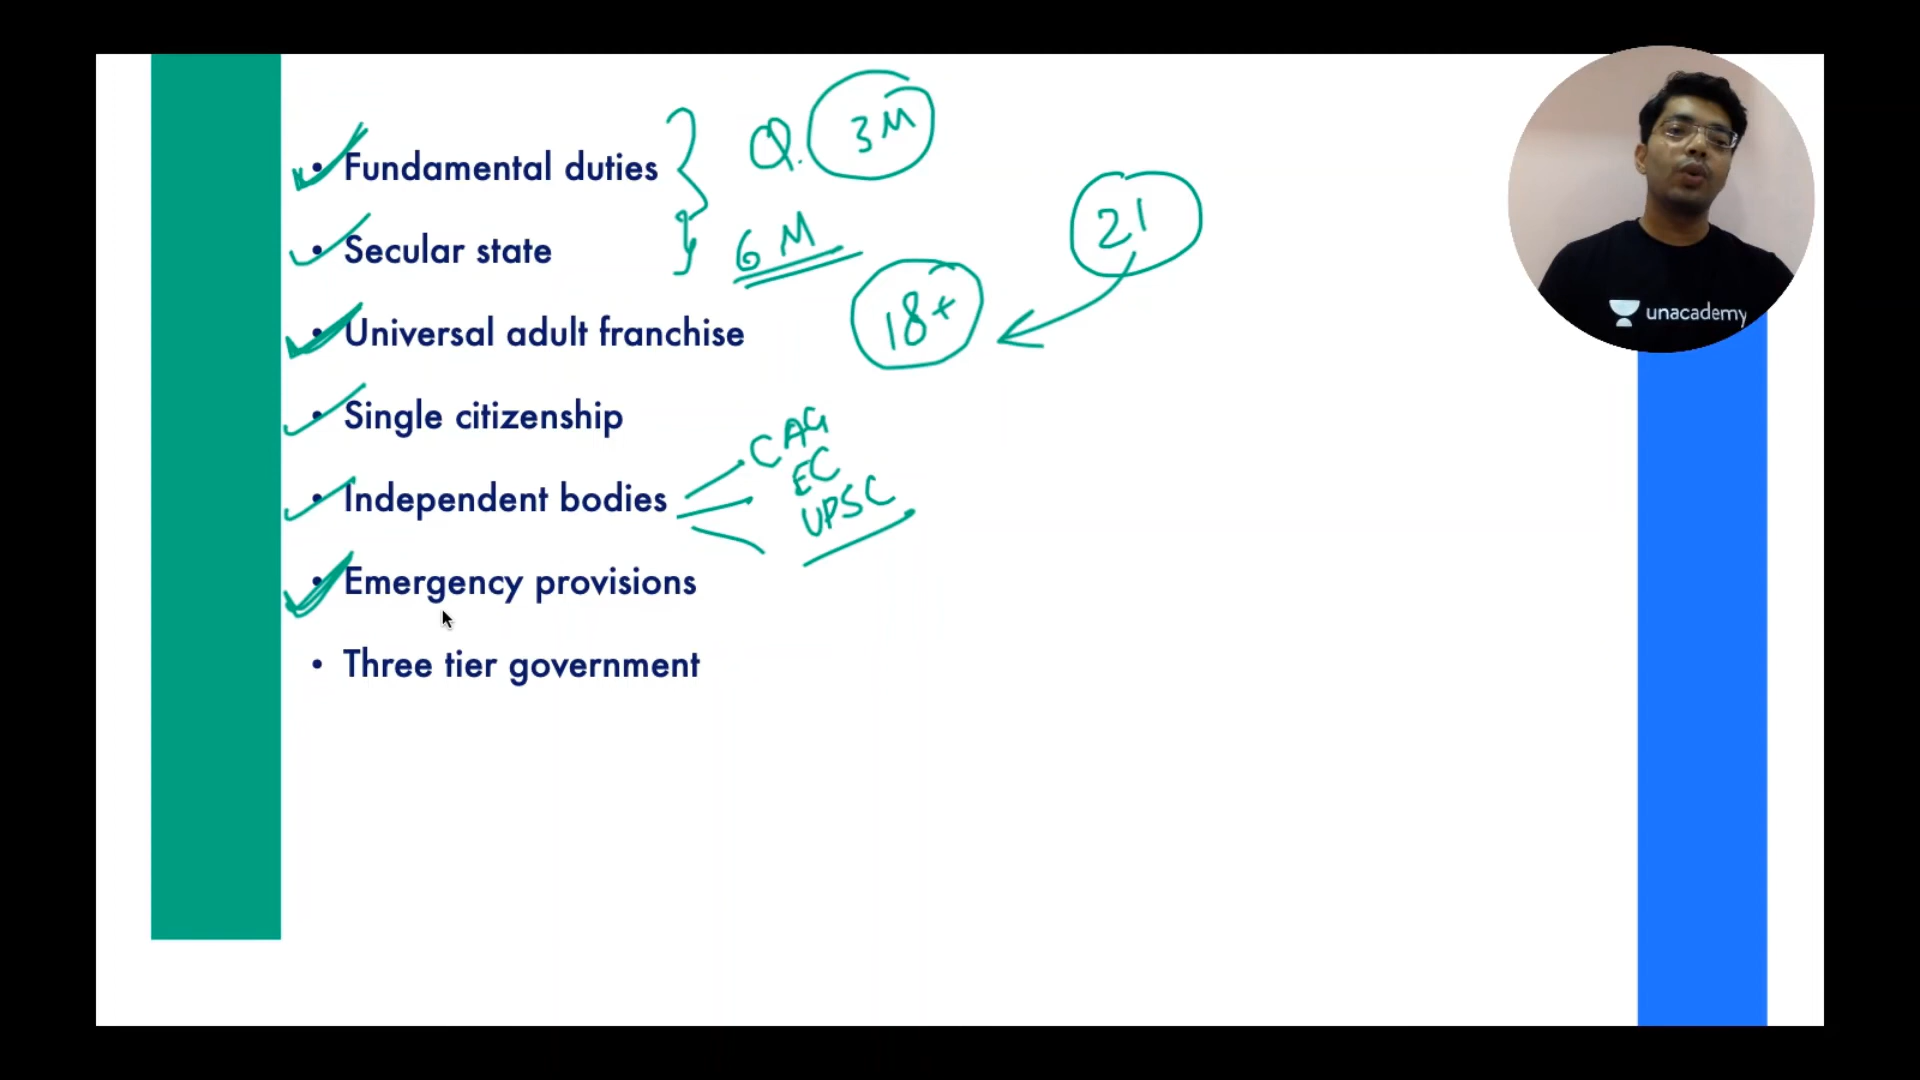 • Fundamental duties
Q. 3M
• Secular state
6 M
21
• Universal adult franchise
18+
• Single citizenship
CAG
EC
UPSC
• Independent bodies
• Emergency provisions
• Three tier government
unacademy